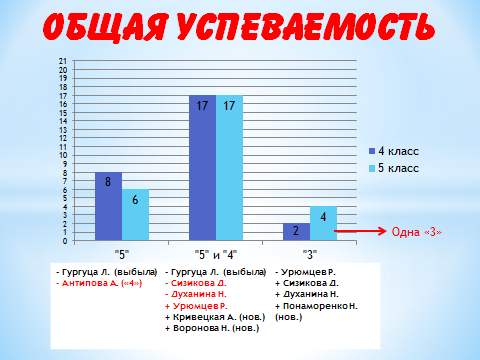 ОБЩАЯ УСПЕВАЕМОСТЬ
21
20
19
18
17
16
15
14
13
12
11
10
9
8
7
6
5
4
3
2
1
0
8
6
17
17
2
4
"5"
"5" и "4"
"3"
4 класс
5 класс
Одна «3»
- Гургуца Л. (выбыла)
- Антипова А. («4»)
- Гургуца Л. (выбыла)
- Сизикова Д.
- Духанина Н.
+ Урюмцев Р.
+ Кривецкая А. (нов.)
+ Воронова Н. (нов.)
- Урюмцев Р.
+ Сизикова Д.
+ Духанина Н.
+ Понаморенко Н.
(нов.)